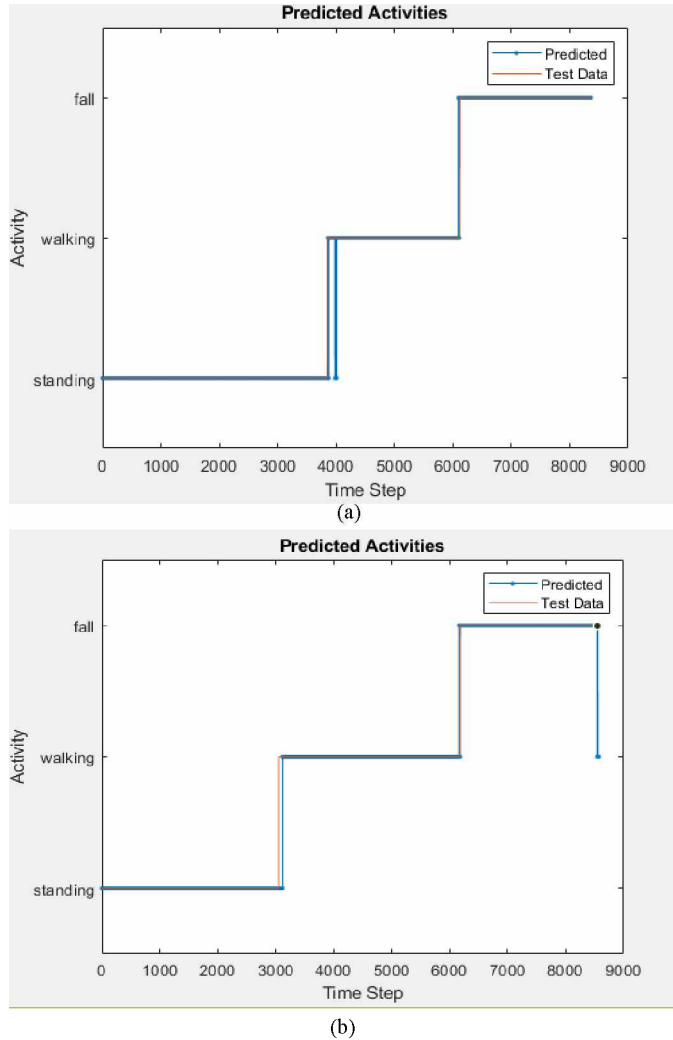 Predicted Activities
Predicted
Test Data
fall
walking
standing
Activity
0 1000 2000 3000 4000 5000 6000 7000 8000 9000
Time Step
(a)
Predicted Activities
Predicted
Test Data
fall
walking
standing
Activity
0 1000 2000 3000 4000 5000 6000 7000 8000 9000
Time Step
(b)